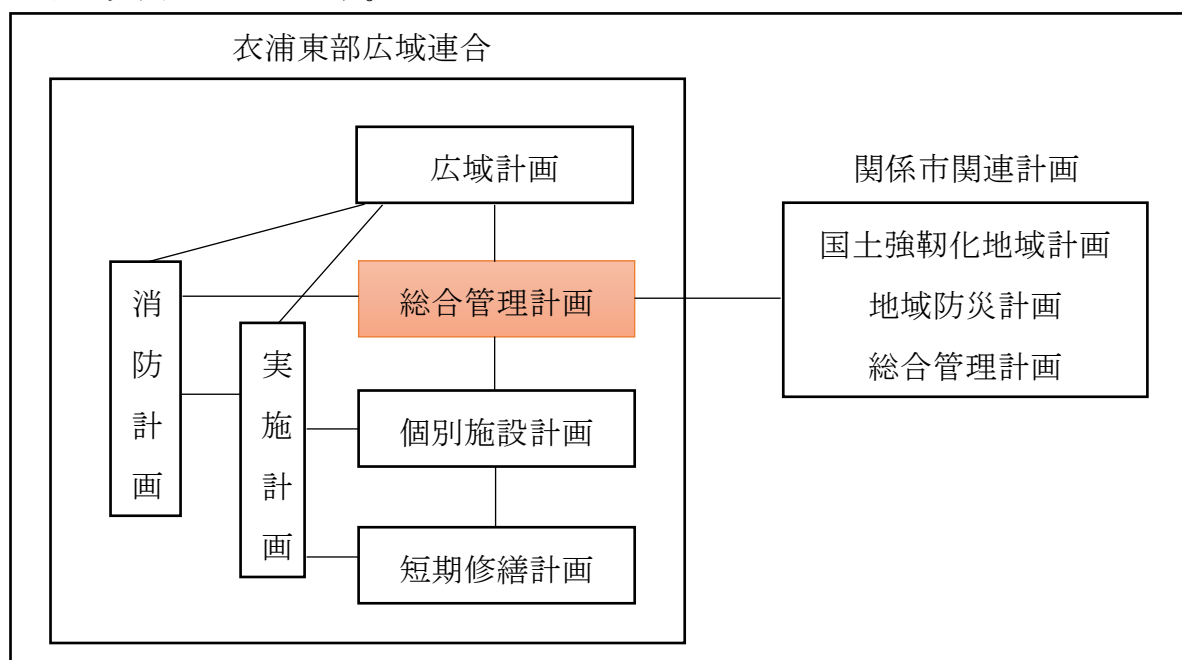 衣浦東部広域連合
広域計画
総合管理計画
消防計画
実施計画
個別施設計画
短期修繕計画
関係市関連計画
国土強靭化地域計画
地域防災計画
総合管理計画